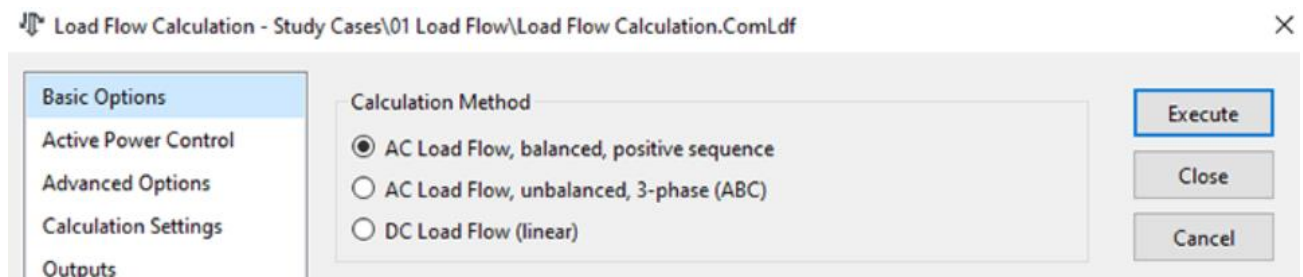 Load Flow Calculation - Study Cases\01 Load Flow\Load Flow Calculation.ComLdf
Basic Options
Active Power Control
Advanced Options
Calculation Settings
Outputs
Calculation Method
AC Load Flow, balanced, positive sequence
AC Load Flow, unbalanced, 3-phase (ABC)
DC Load Flow (linear)
Execute
Close
Cancel